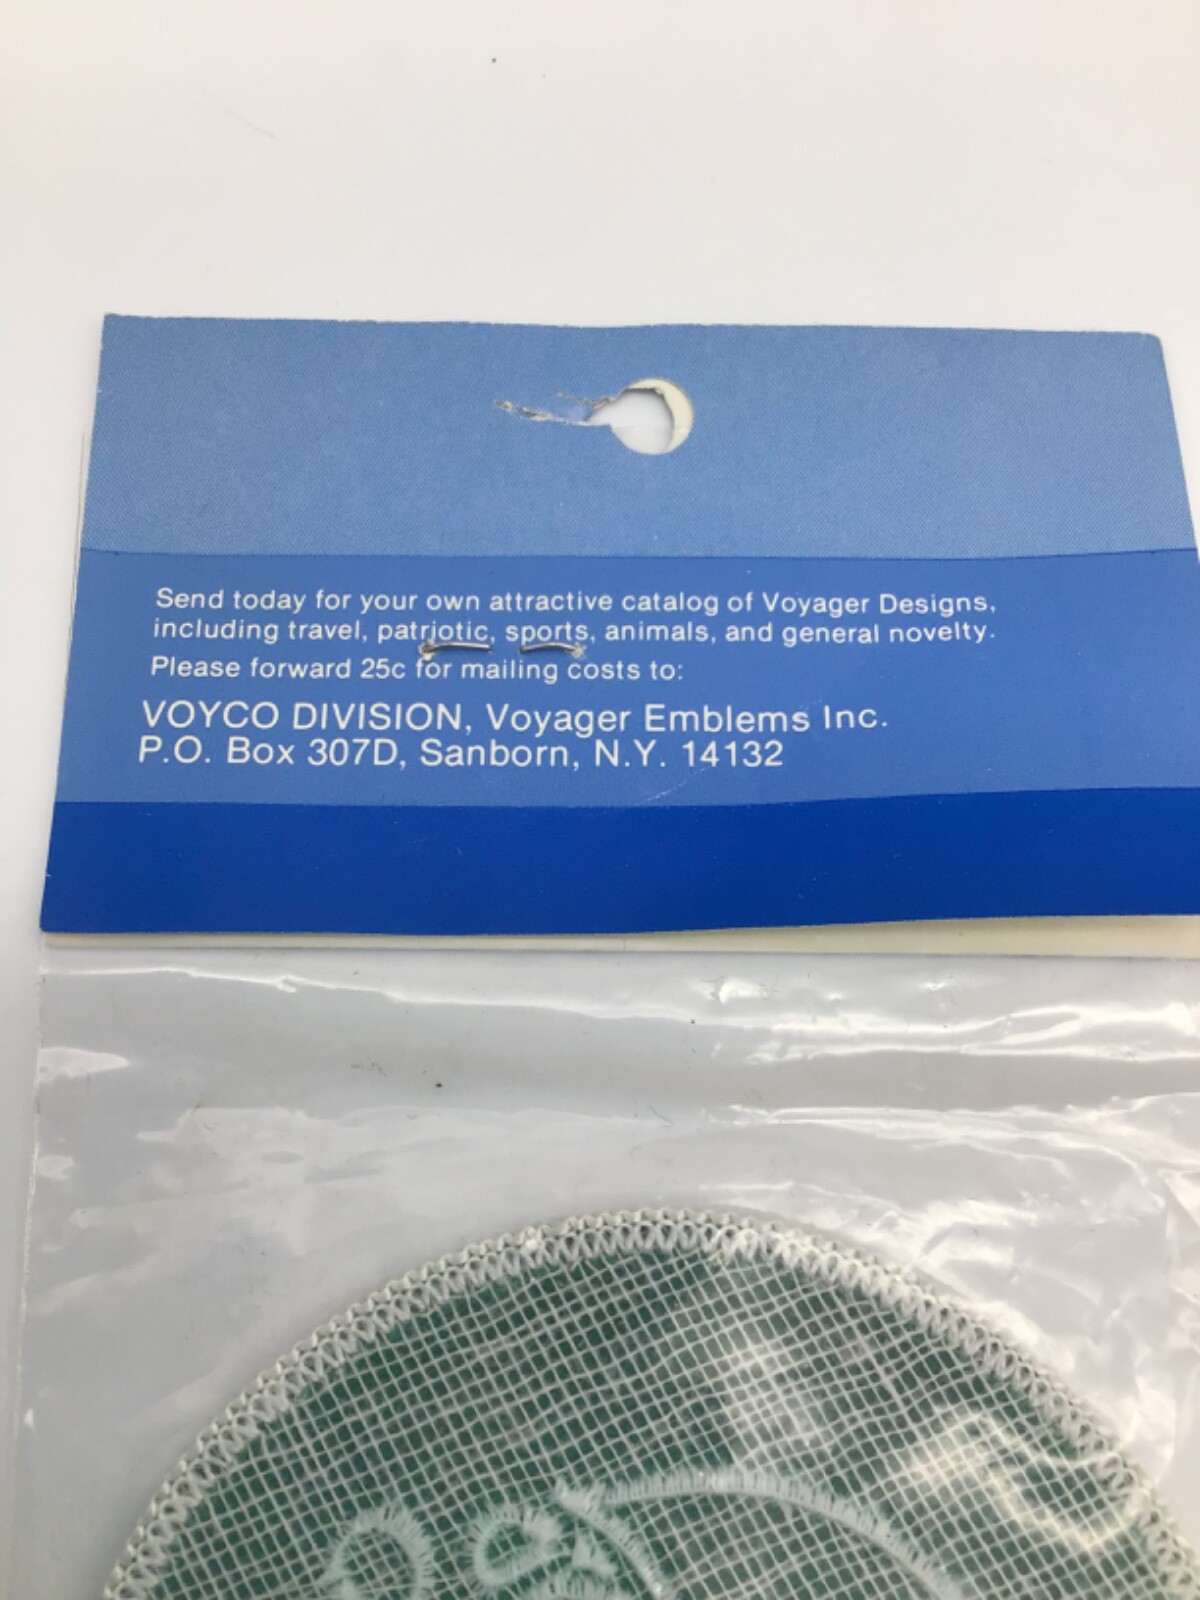 Send today for your own attractive catalog of Voyager Designs,
including travel, patriotic, sports, animals, and general novelty.
Please forward 25c for mailing costs to:
VOYCO DIVISION, Voyager Emblems Inc.
P.O. Box 307D, Sanborn, N.Y. 14132